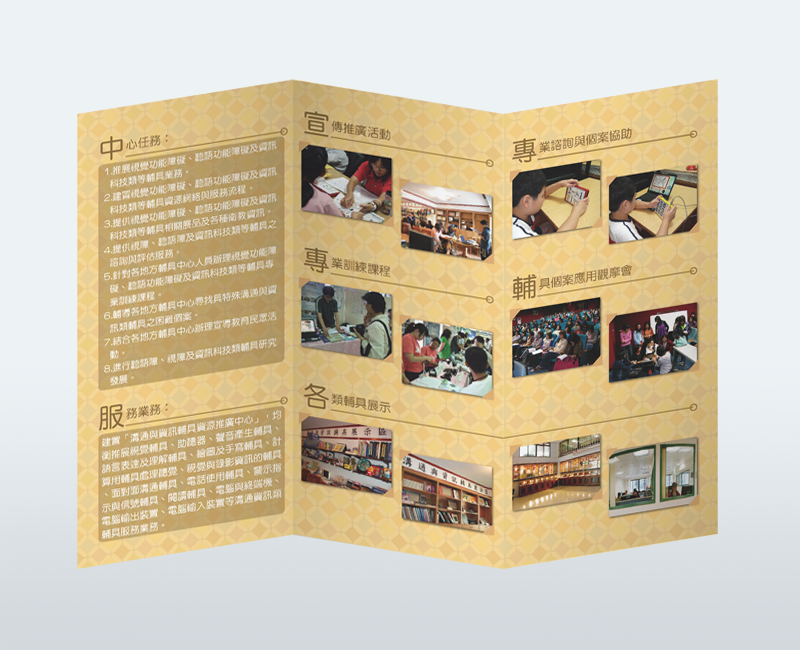 中心任務：
1.推展視覺功能障礙、聽語功能障礙及資訊
科技類等輔具業務。
2.建置視覺功能障礙、聽語功能障礙及資訊
科技類等輔具資源網絡與服務流程。
3.提供視覺功能障礙、聽語功能障礙及資訊
科技類等輔具相關展品及各種衛教資訊。
4.提供視障、聽語障及資訊科技類等輔具之
諮詢與評估服務。
5.針對各地方輔具中心人員辦理視覺功能障
礙、聽語功能障礙及資訊科技類等輔具專
業訓練課程。
6.輔導各地方輔具中心尋找具特殊溝通與資
訊類輔具之困難個案。
7.結合各地方輔具中心辦理宣導教育民眾活
動。
8.進行聽語障、視障及資訊科技類輔具研究
發展。
服務業務：
建置「溝通與資訊輔具資源推廣中心」，均
衡推展視覺輔具、助聽器、聲音產生輔具、
語言表達及理解輔具、繪圖及手寫輔具、計
算用輔具處理聽覺、視覺與錄影資訊的輔具
、面對面溝通輔具、電話使用輔具、警示指
示與信號輔具、閱讀輔具、電腦與終端機、
電腦輸出裝置、電腦輸入裝置等溝通資訊類
輔具服務業務。
宣傳推廣活動
專業訓練課程
各類輔具展示
溝通與資訊輔具
專業諮詢與個案協助
輔具個案應用觀摩會